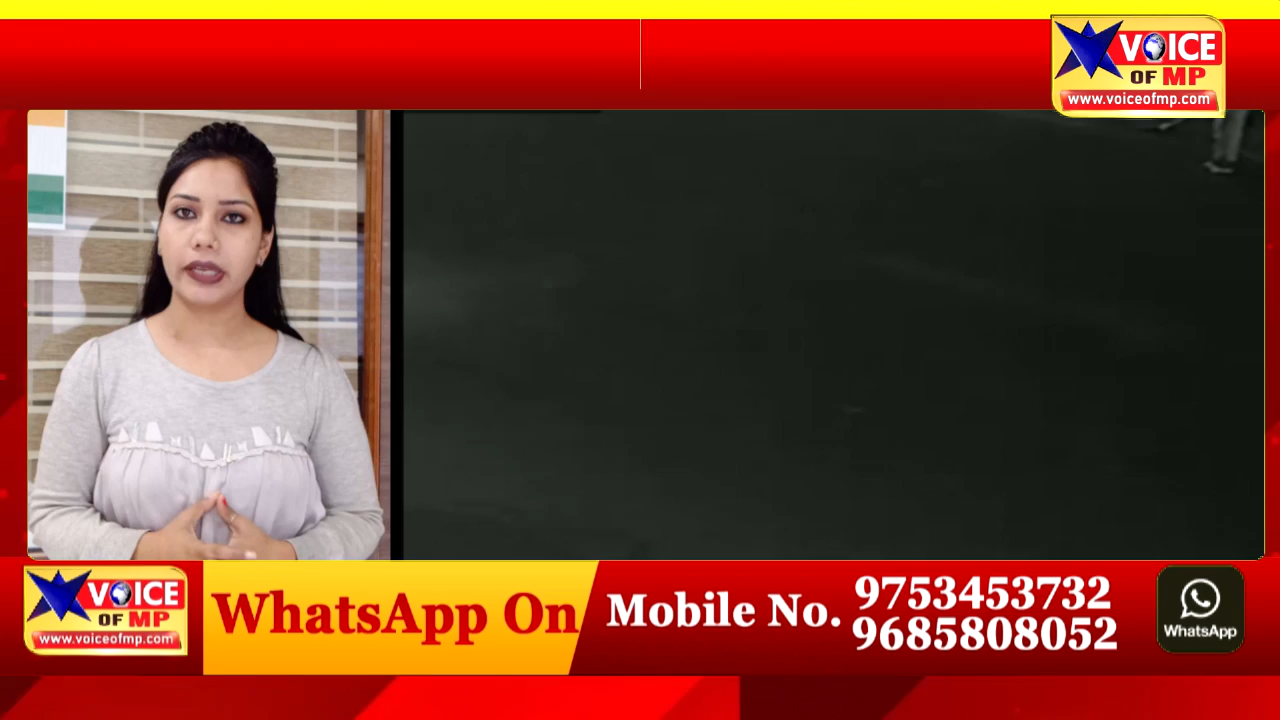 VOICE
OF MP
www.voiceofmp.com
VOICE
OF MP
www.voiceofmp.com
WhatsApp On
Mobile No.
9753453732
9685808052
WhatsApp